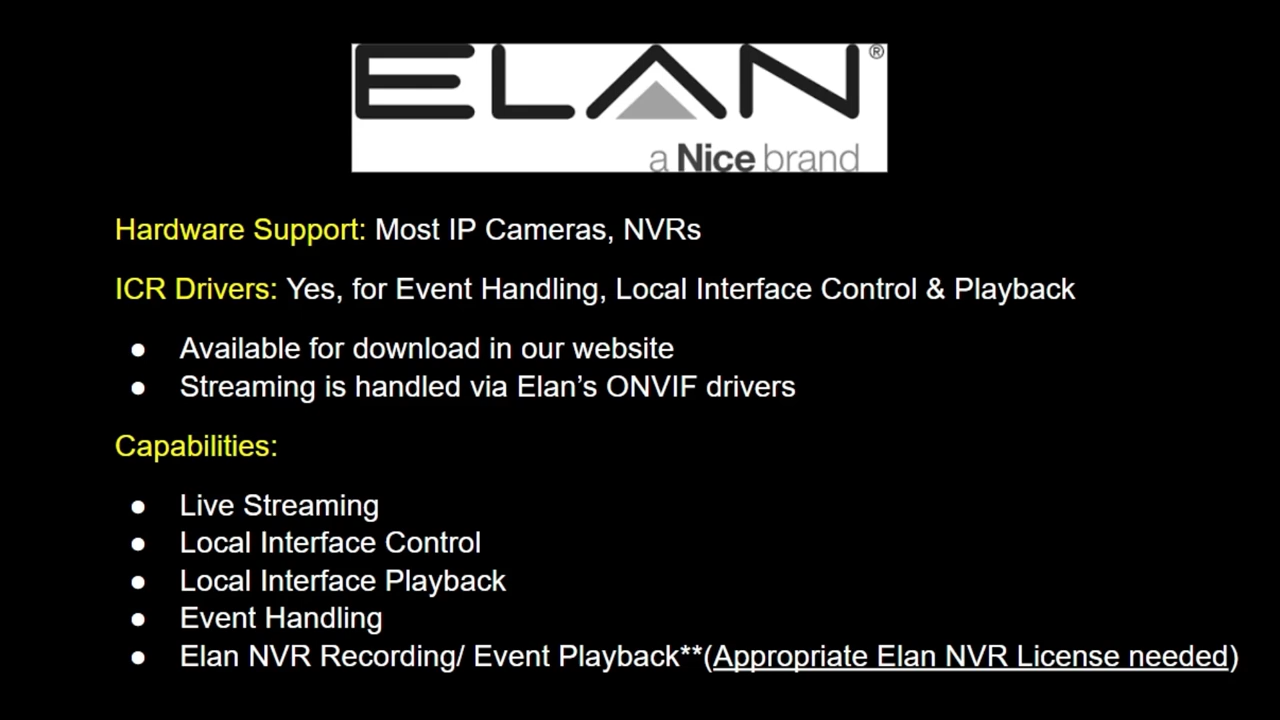 ELAN®
a Nice brand
Hardware Support: Most IP Cameras, NVRs
ICR Drivers: Yes, for Event Handling, Local Interface Control & Playback
● Available for download in our website
● Streaming is handled via Elan’s ONVIF drivers
Capabilities:
● Live Streaming
● Local Interface Control
● Local Interface Playback
● Event Handling
● Elan NVR Recording/ Event Playback**(Appropriate Elan NVR License needed)